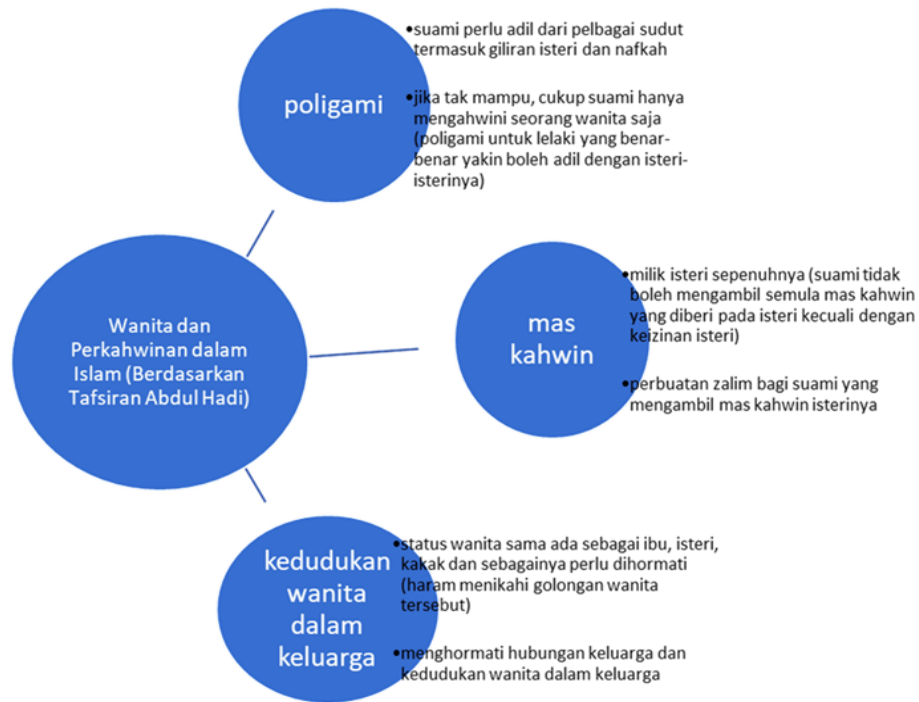 poligami
•suami perlu adil dari pelbagai sudut
termasuk giliran isteri dan nafkah
•jika tak mampu, cukup suami hanya
mengahwini seorang wanita saja
(poligami untuk lelaki yang benar-
benar yakin boleh adil dengan isteri-
isterinya)
Wanita dan
Perkahwinan dalam
Islam (Berdasarkan
Tafsiran Abdul Hadi)
mas
kahwin
•milik isteri sepenuhnya (suami tidak
boleh mengambil semula mas kahwin
yang diberi pada isteri kecuali dengan
keizinan isteri)
•perbuatan zalim bagi suami yang
mengambil mas kahwin isterinya
kedudukan
wanita
dalam
keluarga
•status wanita sama ada sebagai ibu, isteri,
kakak dan sebagainya perlu dihormati
(haram menikahi golongan wanita
tersebut)
•menghormati hubungan keluarga dan
kedudukan wanita dalam keluarga